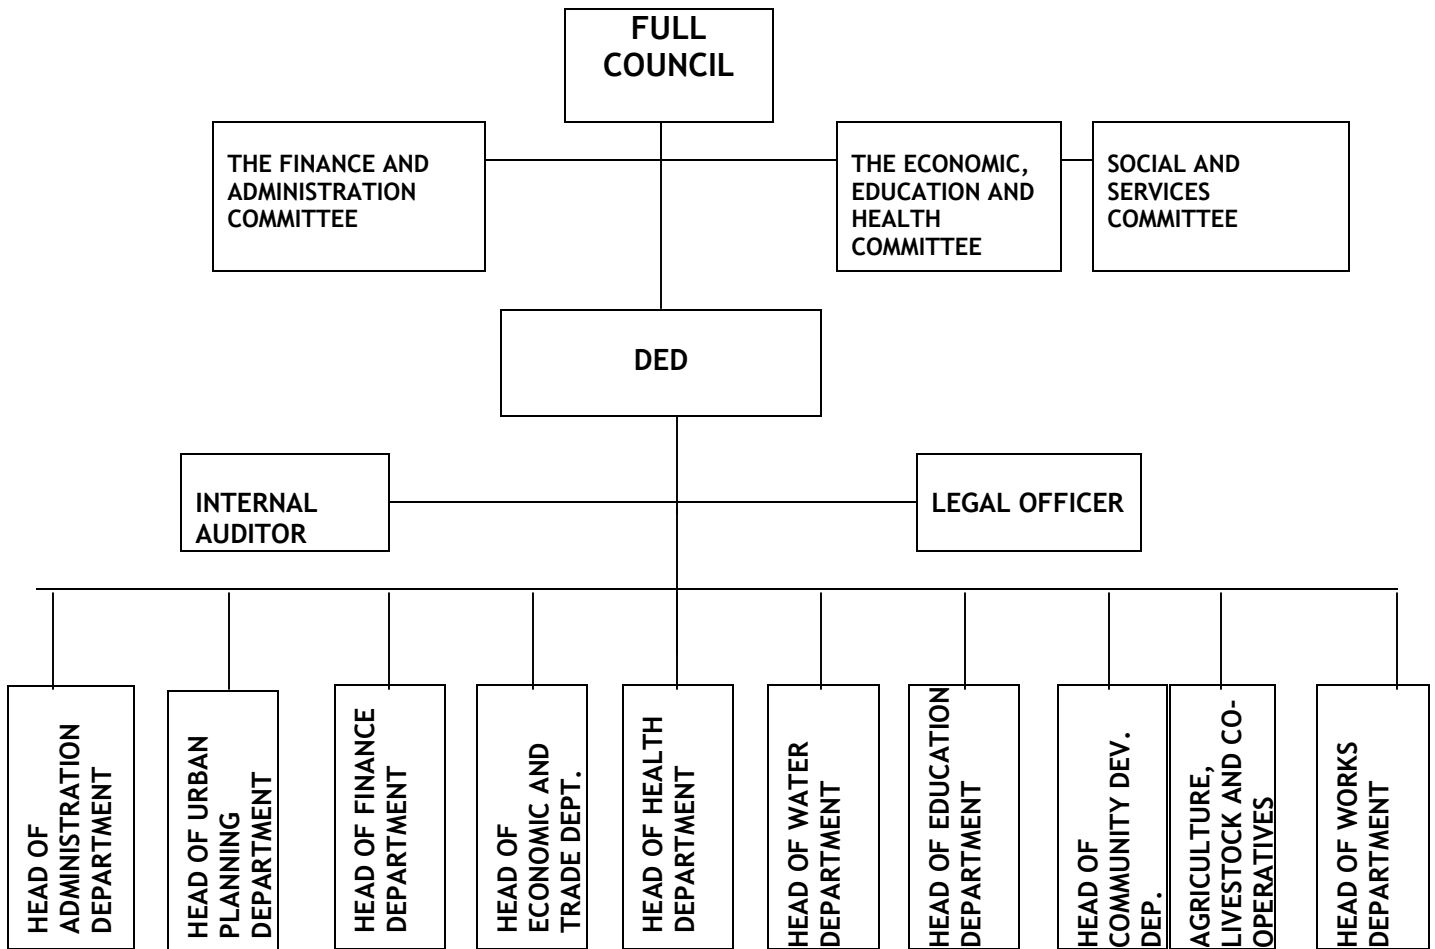 FULL
COUNCIL
THE FINANCE AND
ADMINISTRATION
COMMITTEE
THE ECONOMIC,
EDUCATION AND
HEALTH
COMMITTEE
SOCIAL AND
SERVICES
COMMITTEE
DED
INTERNAL
AUDITOR
LEGAL OFFICER
HEAD OF
ADMINISTRATION
DEPARTMENT
HEAD OF URBAN
PLANNING
DEPARTMENT
HEAD OF FINANCE
DEPARTMENT
HEAD OF
ECONOMIC AND
TRADE DEPT.
HEAD OF HEALTH
DEPARTMENT
HEAD OF WATER
DEPARTMENT
HEAD OF EDUCATION
DEPARTMENT
HEAD OF
COMMUNITY DEV.
DEP.
AGRICULTURE,
LIVESTOCK AND CO-
OPERATIVES
HEAD OF WORKS
DEPARTMENT